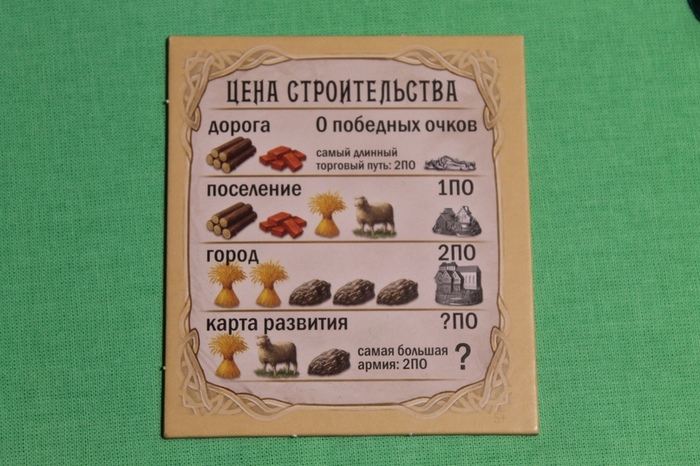 ЦЕНА СТРОИТЕЛЬСТВА
дорога 0 победных очков
самый длинный
торговый путь: 2ПО
поселение 1ПО
город 2ПО
карта развития ?ПО
самая большая
армия: 2ПО
?